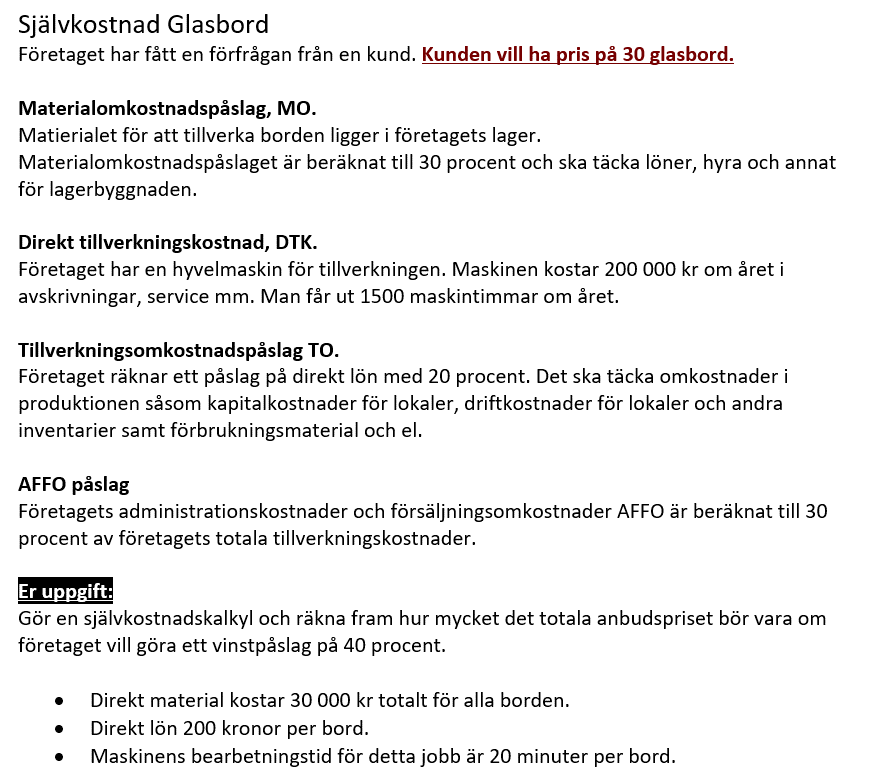 Självkostnad Glasbord
Företaget har fått en förfrågan från en kund. Kunden vill ha pris på 30 glasbord.
Materialomkostnadspåslag, MO.
Matierialet för att tillverka borden ligger i företagets lager.
Materialomkostnadspåslaget är beräknat till 30 procent och ska täcka löner, hyra och annat
för lagerbyggnaden.
Direkt tillverkningskostnad, DTK.
Företaget har en hyvelmaskin för tillverkningen. Maskinen kostar 200 000 kr om året i
avskrivningar, service mm. Man får ut 1500 maskintimmar om året.
Tillverkningsomkostnadspåslag TO.
Företaget räknar ett påslag på direkt lön med 20 procent. Det ska täcka omkostnader i
produktionen såsom kapitalkostnader för lokaler, driftkostnader för lokaler och andra
inventarier samt förbrukningsmaterial och el.
AFFO påslag
Företagets administrationskostnader och försäljningsomkostnader AFFO är beräknat till 30
procent av företagets totala tillverkningskostnader.
Er uppgift:
Gör en självkostnadskalkyl och räkna fram hur mycket det totala anbudspriset bör vara om
företaget vill göra ett vinstpåslag på 40 procent.
• Direkt material kostar 30 000 kr totalt för alla borden.
• Direkt lön 200 kronor per bord.
• Maskinens bearbetningstid för detta jobb är 20 minuter per bord.